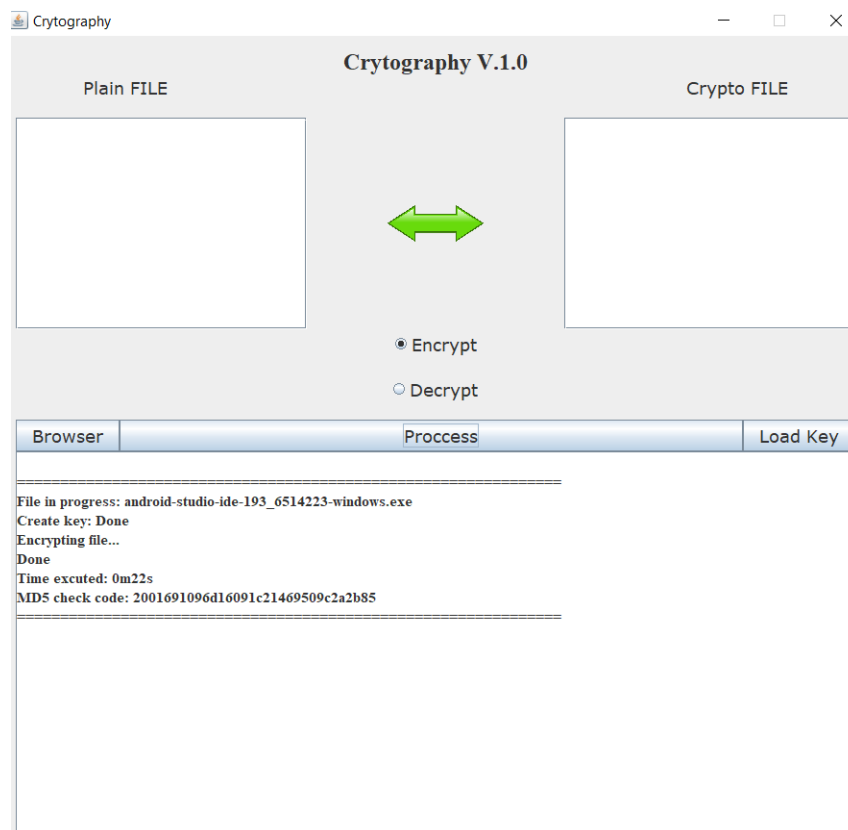 Crytography
Crytography V.1.0
Plain FILE
Crypto FILE
Encrypt
Decrypt
Browser
Proccess
Load Key
==============================================================
File in progress: android-studio-ide-193_6514223-windows.exe
Create key: Done
Encrypting file...
Done
Time excuted: 0m22s
MD5 check code: 2001691096d16091c21469509c2a2b85
==============================================================